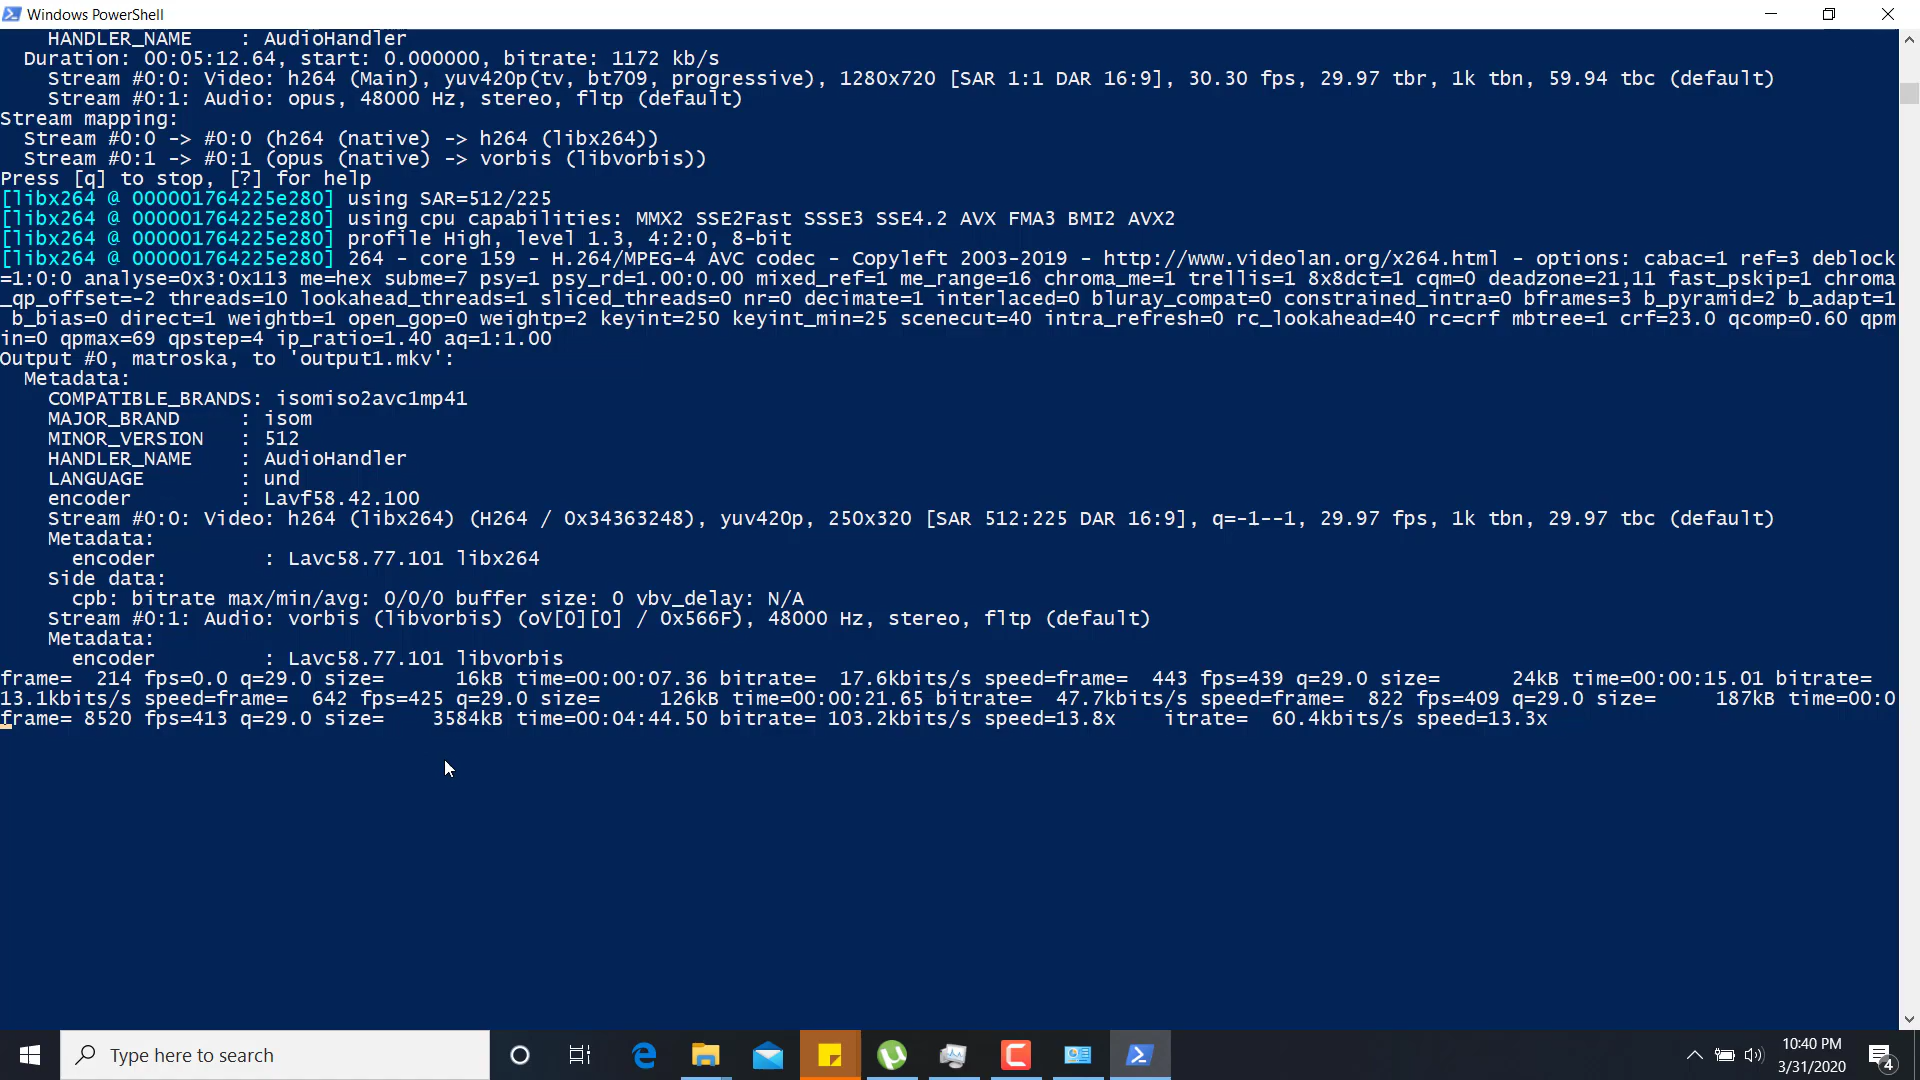 Windows PowerShell
HANDLER_NAME    : AudioHandler
Duration: 00:05:12.64, start: 0.000000, bitrate: 1172 kb/s
Stream #0:0: Video: h264 (Main), yuv420p(tv, bt709, progressive), 1280x720 [SAR 1:1 DAR 16:9], 30.30 fps, 29.97 tbr, 1k tbn, 59.94 tbc (default)
Stream #0:1: Audio: opus, 48000 Hz, stereo, fltp (default)
Stream mapping:
Stream #0:0 -> #0:0 (h264 (native) -> h264 (libx264))
Stream #0:1 -> #0:1 (opus (native) -> vorbis (libvorbis))
Press [q] to stop, [?] for help
[libx264 @ 000001764225e280] using SAR=512/225
[libx264 @ 000001764225e280] using cpu capabilities: MMX2 SSE2Fast SSSE3 SSE4.2 AVX FMA3 BMI2 AVX2
[libx264 @ 000001764225e280] profile High, level 1.3, 4:2:0, 8-bit
[libx264 @ 000001764225e280] 264 - core 159 - H.264/MPEG-4 AVC codec - Copyleft 2003-2019 - http://www.videolan.org/x264.html - options: cabac=1 ref=3 deblock
=1:0:0 analyse=0x3:0x113 me=hex subme=7 psy=1 psy_rd=1.00:0.00 mixed_ref=1 me_range=16 chroma_me=1 trellis=1 8x8dct=1 cqm=0 deadzone=21,11 fast_pskip=1 chroma
_qp_offset=-2 threads=10 lookahead_threads=1 sliced_threads=0 nr=0 decimate=1 interlaced=0 bluray_compat=0 constrained_intra=0 bframes=3 b_pyramid=2 b_adapt=1
b_bias=0 direct=1 weightb=1 open_gop=0 weightp=2 keyint=250 keyint_min=25 scenecut=40 intra_refresh=0 rc_lookahead=40 rc=crf mbtree=1 crf=23.0 qcomp=0.60 qpm
in=0 qpmax=69 qpstep=4 ip_ratio=1.40 aq=1:1.00
Output #0, matroska, to 'output1.mkv':
Metadata:
COMPATIBLE_BRANDS: isomiso2avc1mp41
MAJOR_BRAND     : isom
MINOR_VERSION   : 512
HANDLER_NAME    : AudioHandler
LANGUAGE        : und
encoder         : Lavf58.42.100
Stream #0:0: Video: h264 (libx264) (H264 / 0x34363248), yuv420p, 250x320 [SAR 512:225 DAR 16:9], q=-1--1, 29.97 fps, 1k tbn, 29.97 tbc (default)
Metadata:
encoder         : Lavc58.77.101 libx264
Side data:
cpb: bitrate max/min/avg: 0/0/0 buffer size: 0 vbv_delay: N/A
Stream #0:1: Audio: vorbis (libvorbis) (oV[0][0] / 0x566F), 48000 Hz, stereo, fltp (default)
Metadata:
encoder         : Lavc58.77.101 libvorbis
frame=  214 fps=0.0 q=29.0 size=      16kB time=00:00:07.36 bitrate=  17.6kbits/s speed=frame=  443 fps=439 q=29.0 size=      24kB time=00:00:15.01 bitrate=
13.1kbits/s speed=frame=  642 fps=425 q=29.0 size=     126kB time=00:00:21.65 bitrate=  47.7kbits/s speed=frame=  822 fps=409 q=29.0 size=     187kB time=00:0
frame= 8520 fps=413 q=29.0 size=    3584kB time=00:04:44.50 bitrate= 103.2kbits/s speed=13.8x    itrate=  60.4kbits/s speed=13.3x
Type here to search
10:40 PM
3/31/2020
4